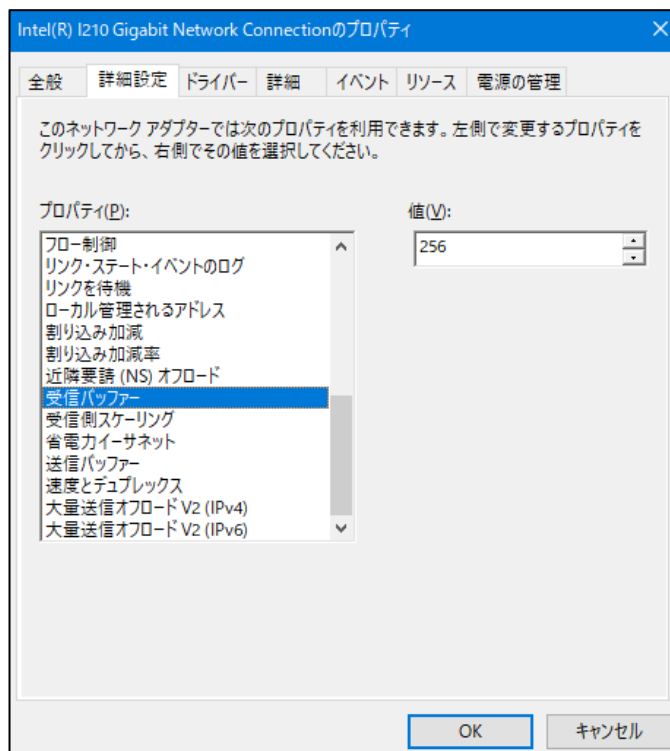 Intel(R) I210 Gigabit Network Connectionのプロパティ
全般 詳細設定 ドライバー 詳細 イベント リソース 電源の管理
このネットワーク アダプターでは次のプロパティを利用できます。左側で変更するプロパティを
クリックしてから、右側でその値を選択してください。
プロパティ(P):
フロー制御
リンク・ステート・イベントのログ
リンクを待機
ローカル管理されるアドレス
割り込み加減
割り込み加減率
近隣要請 (NS) オフロード
受信バッファー
受信側スケーリング
省電力イーサネット
送信バッファー
速度とデュプレックス
大量送信オフロード V2 (IPv4)
大量送信オフロード V2 (IPv6)
値(V):
256
OK キャンセル